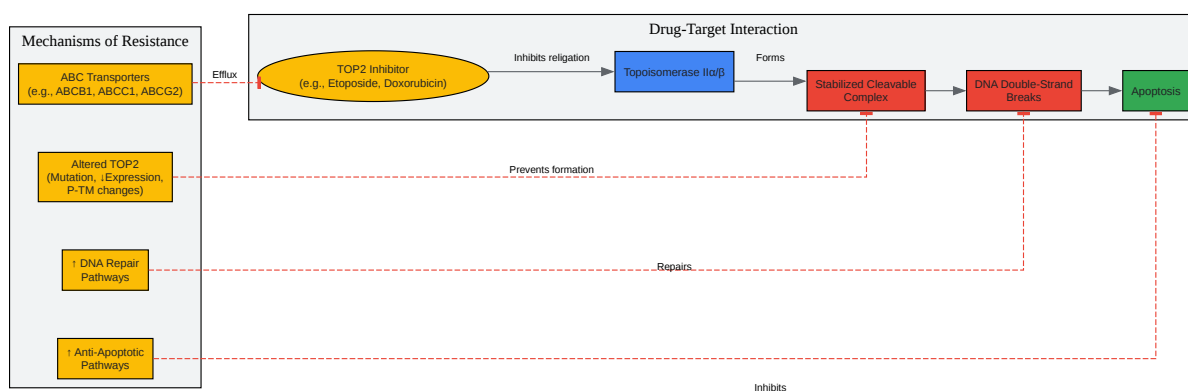 Drug-Target Interaction
Mechanisms of Resistance
ABC Transporters
(e.g., ABCB1, ABCC1, ABCG2)
Efflux
TOP2 Inhibitor
(e.g., Etoposide, Doxorubicin)
Inhibits religation
Topoisomerase IIα/β
Forms
Stabilized Cleavable
Complex
DNA Double-Strand
Breaks
Apoptosis
Altered TOP2
(Mutation, ↓Expression,
P-TM changes)
Prevents formation
↑ DNA Repair
Pathways
Repairs
↑ Anti-Apoptotic
Pathways
Inhibits